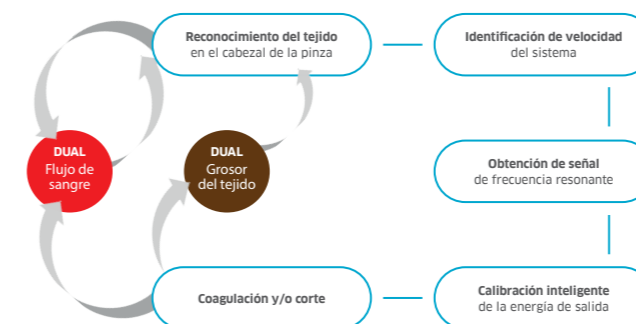 Reconocimiento del tejido
en el cabezal de la pinza
Identificación de velocidad
del sistema
DUAL
Flujo de
sangre
DUAL
Grosor
del tejido
Obtención de señal
de frecuencia resonante
Coagulación y/o corte
Calibración inteligente
de la energía de salida